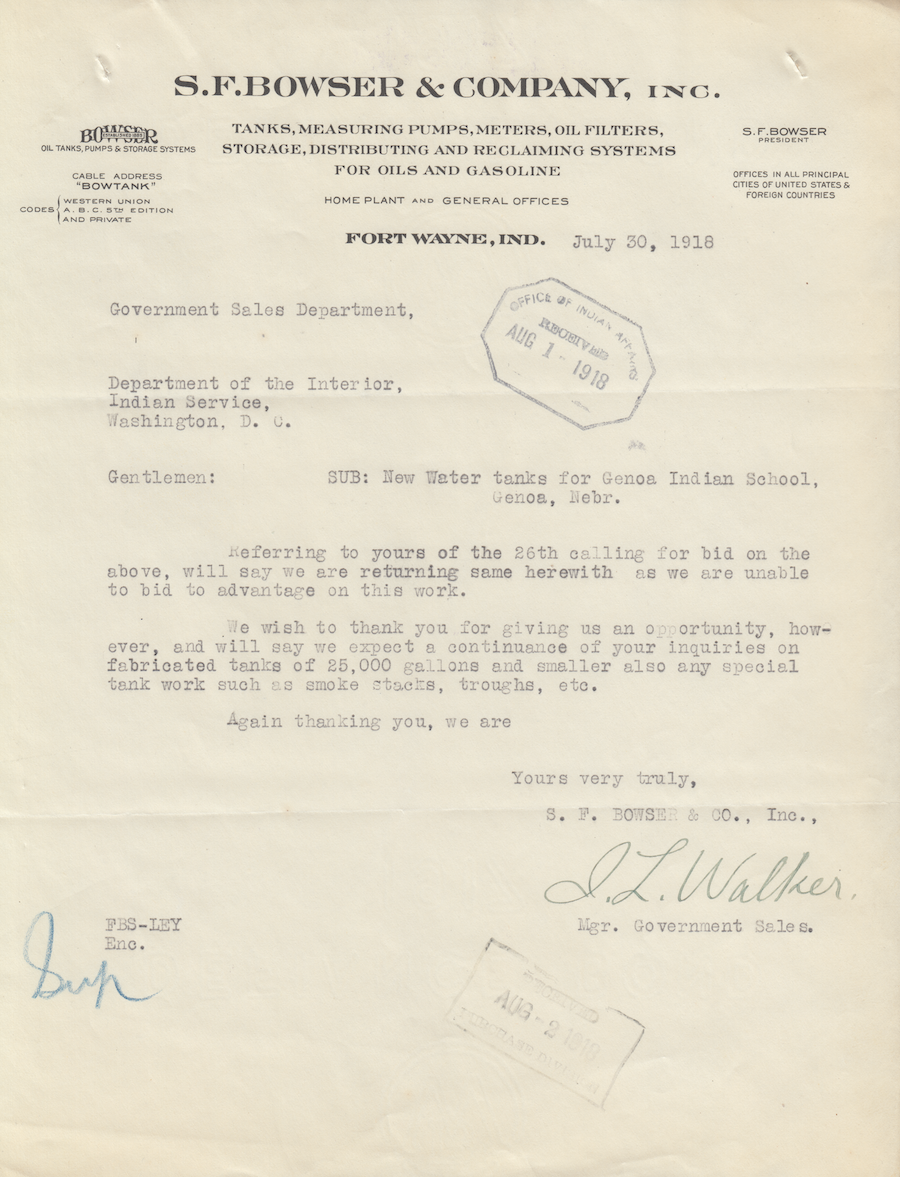 S.F.BOWSER & COMPANY, INC.
BOWSER
ESTABLISHED 1885
OIL TANKS, PUMPS & STORAGE SYSTEMS
CABLE ADDRESS
"BOWTANK"
CODES
WESTERN UNION
A.B.C. 5TH EDITION
AND PRIVATE
TANKS, MEASURING PUMPS, METERS, OIL FILTERS,
STORAGE, DISTRIBUTING AND RECLAIMING SYSTEMS
FOR OILS AND GASOLINE
HOME PLANT AND GENERAL OFFICES
S.F.BOWSER
PRESIDENT
OFFICES IN ALL PRINCIPAL
CITIES OF UNITED STATES &
FOREIGN COUNTRIES
FORT WAYNE, IND. July 30, 1918
Government Sales Department,
OFFICE OF INDIAN AFFAIRS
RECEIVED
AUG 1 - 1918
Department of the Interior,
Indian Service,
Washington, D. C.
Gentlemen: SUB: New Water tanks for Genoa Indian School,
Genoa, Nebr.
Referring to yours of the 26th calling for bid on the
above, will say we are returning same herewith as we are unable
to bid to advantage on this work.
We wish to thank you for giving us an opportunity, how-
ever, and will say we expect a continuance of your inquiries on
fabricated tanks of 25,000 gallons and smaller also any special
tank work such as smoke stacks, troughs, etc.
Again thanking you, we are
Yours very truly,
S. F. BOWSER & CO., Inc.,
I.L. Walker.
Mgr. Government Sales.
FBS-LEY
Enc.
Sup
RECEIVED
AUG - 2 1918
PURCHASE DIVISION